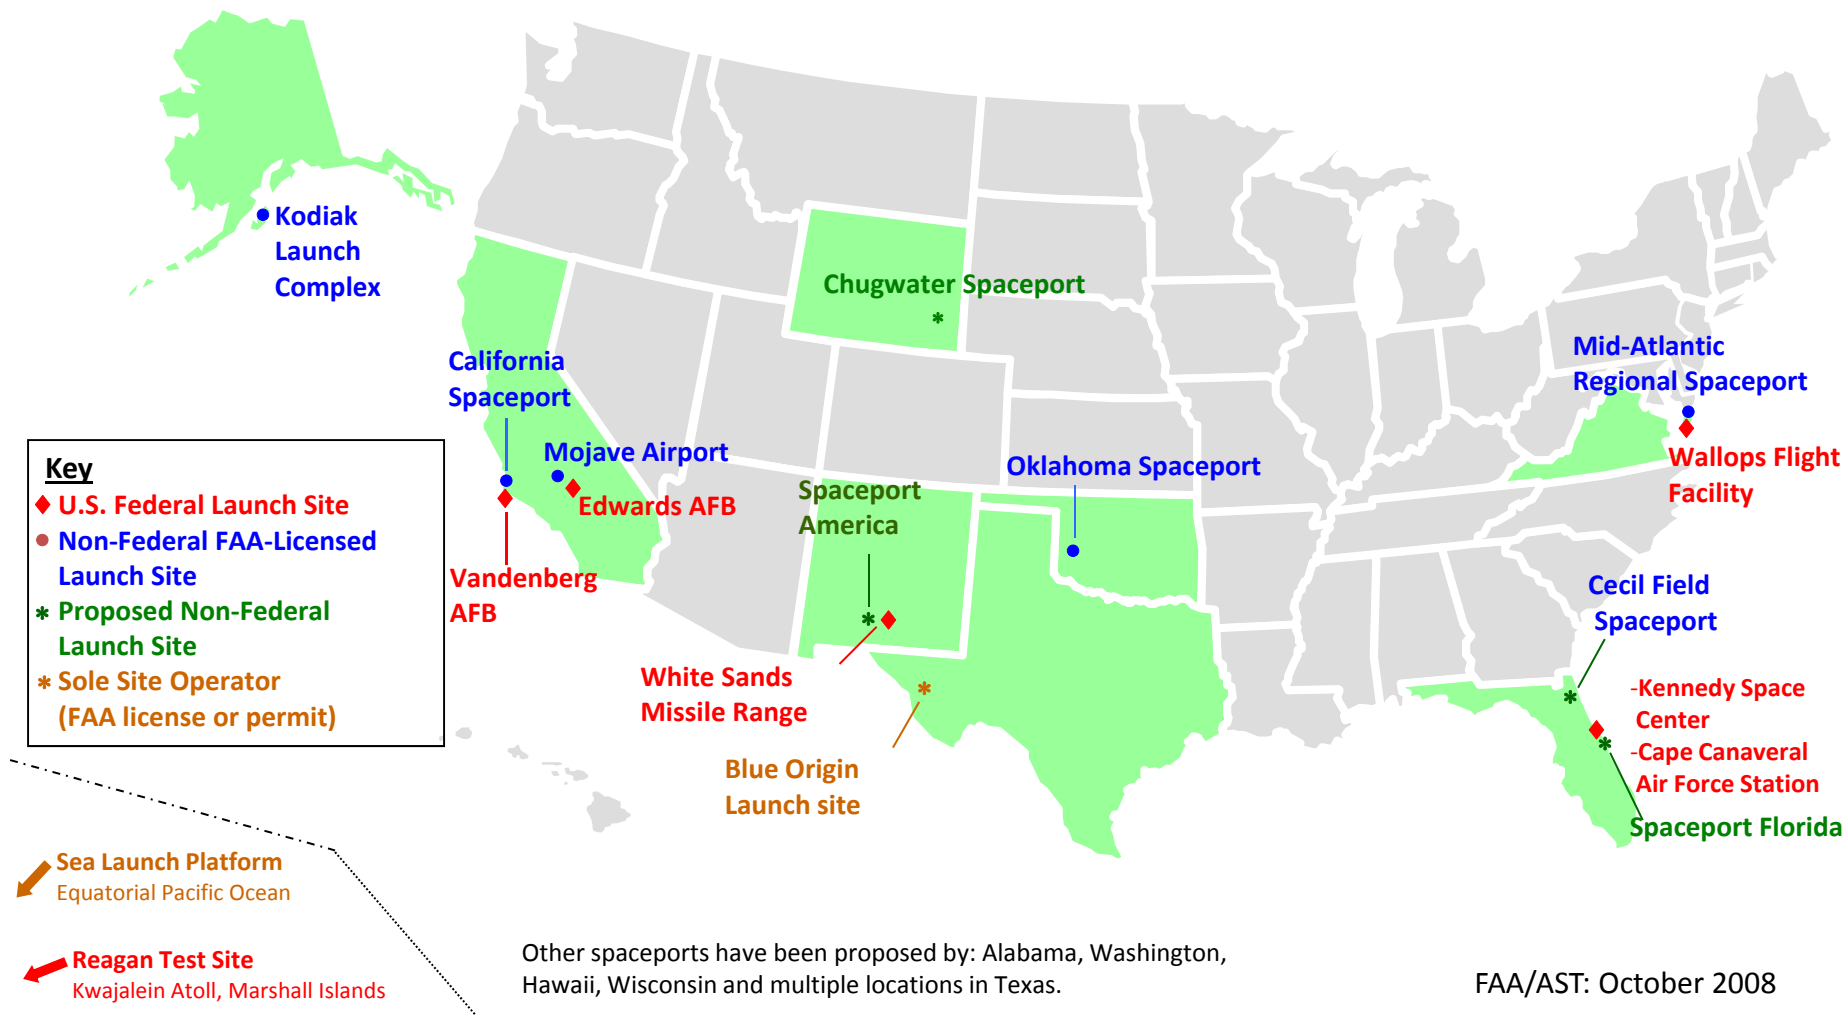 Kodiak
Launch
Complex
Chugwater Spaceport
California
Spaceport
Mojave Airport
Edwards AFB
Vandenberg
AFB
Spaceport
America
Oklahoma Spaceport
Mid-Atlantic
Regional Spaceport
Wallops Flight
Facility
Cecil Field
Spaceport
-Kennedy Space
Center
-Cape Canaveral
Air Force Station
Spaceport Florida
White Sands
Missile Range
Blue Origin
Launch site
Key
U.S. Federal Launch Site
Non-Federal FAA-Licensed
Launch Site
Proposed Non-Federal
Launch Site
Sole Site Operator
(FAA license or permit)
Sea Launch Platform
Equatorial Pacific Ocean
Reagan Test Site
Kwajalein Atoll, Marshall Islands
Other spaceports have been proposed by: Alabama, Washington,
Hawaii, Wisconsin and multiple locations in Texas.
FAA/AST: October 2008